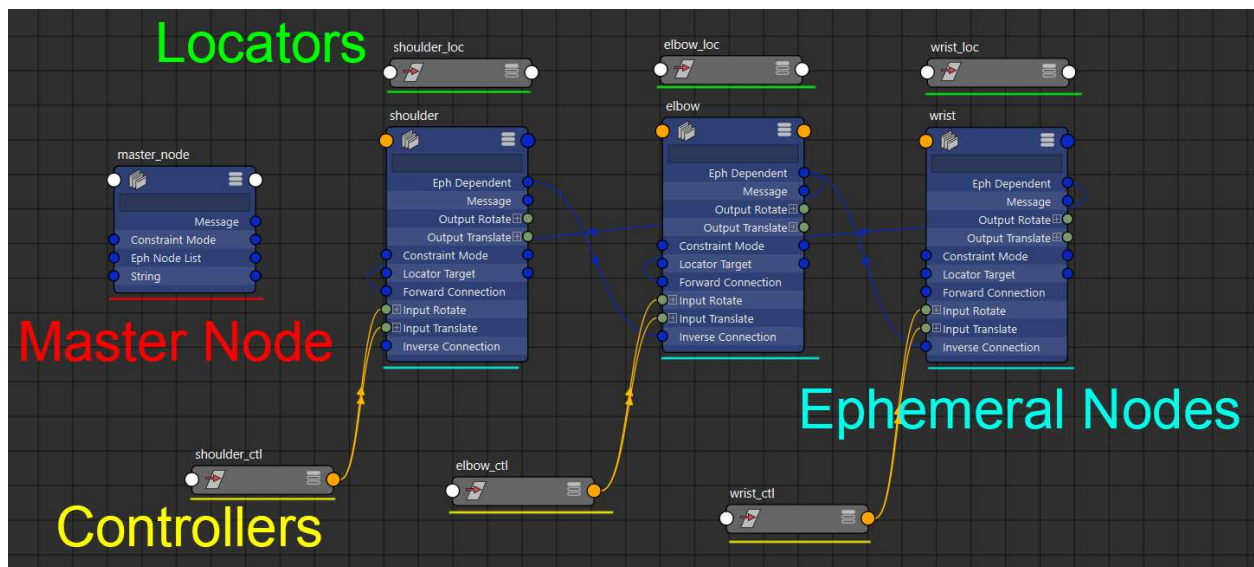 Locators
shoulder_loc
elbow_loc
wrist_loc
shoulder
Eph Dependent
Message
Output Rotate
Output Translate
Constraint Mode
Locator Target
Forward Connection
Input Rotate
Input Translate
Inverse Connection
elbow
Eph Dependent
Message
Output Rotate
Output Translate
Constraint Mode
Locator Target
Forward Connection
Input Rotate
Input Translate
Inverse Connection
wrist
Eph Dependent
Message
Output Rotate
Output Translate
Constraint Mode
Locator Target
Forward Connection
Input Rotate
Input Translate
Inverse Connection
master_node
Message
Constraint Mode
Eph Node List
String
Master Node
Ephemeral Nodes
shoulder_ctl
elbow_ctl
wrist_ctl
Controllers